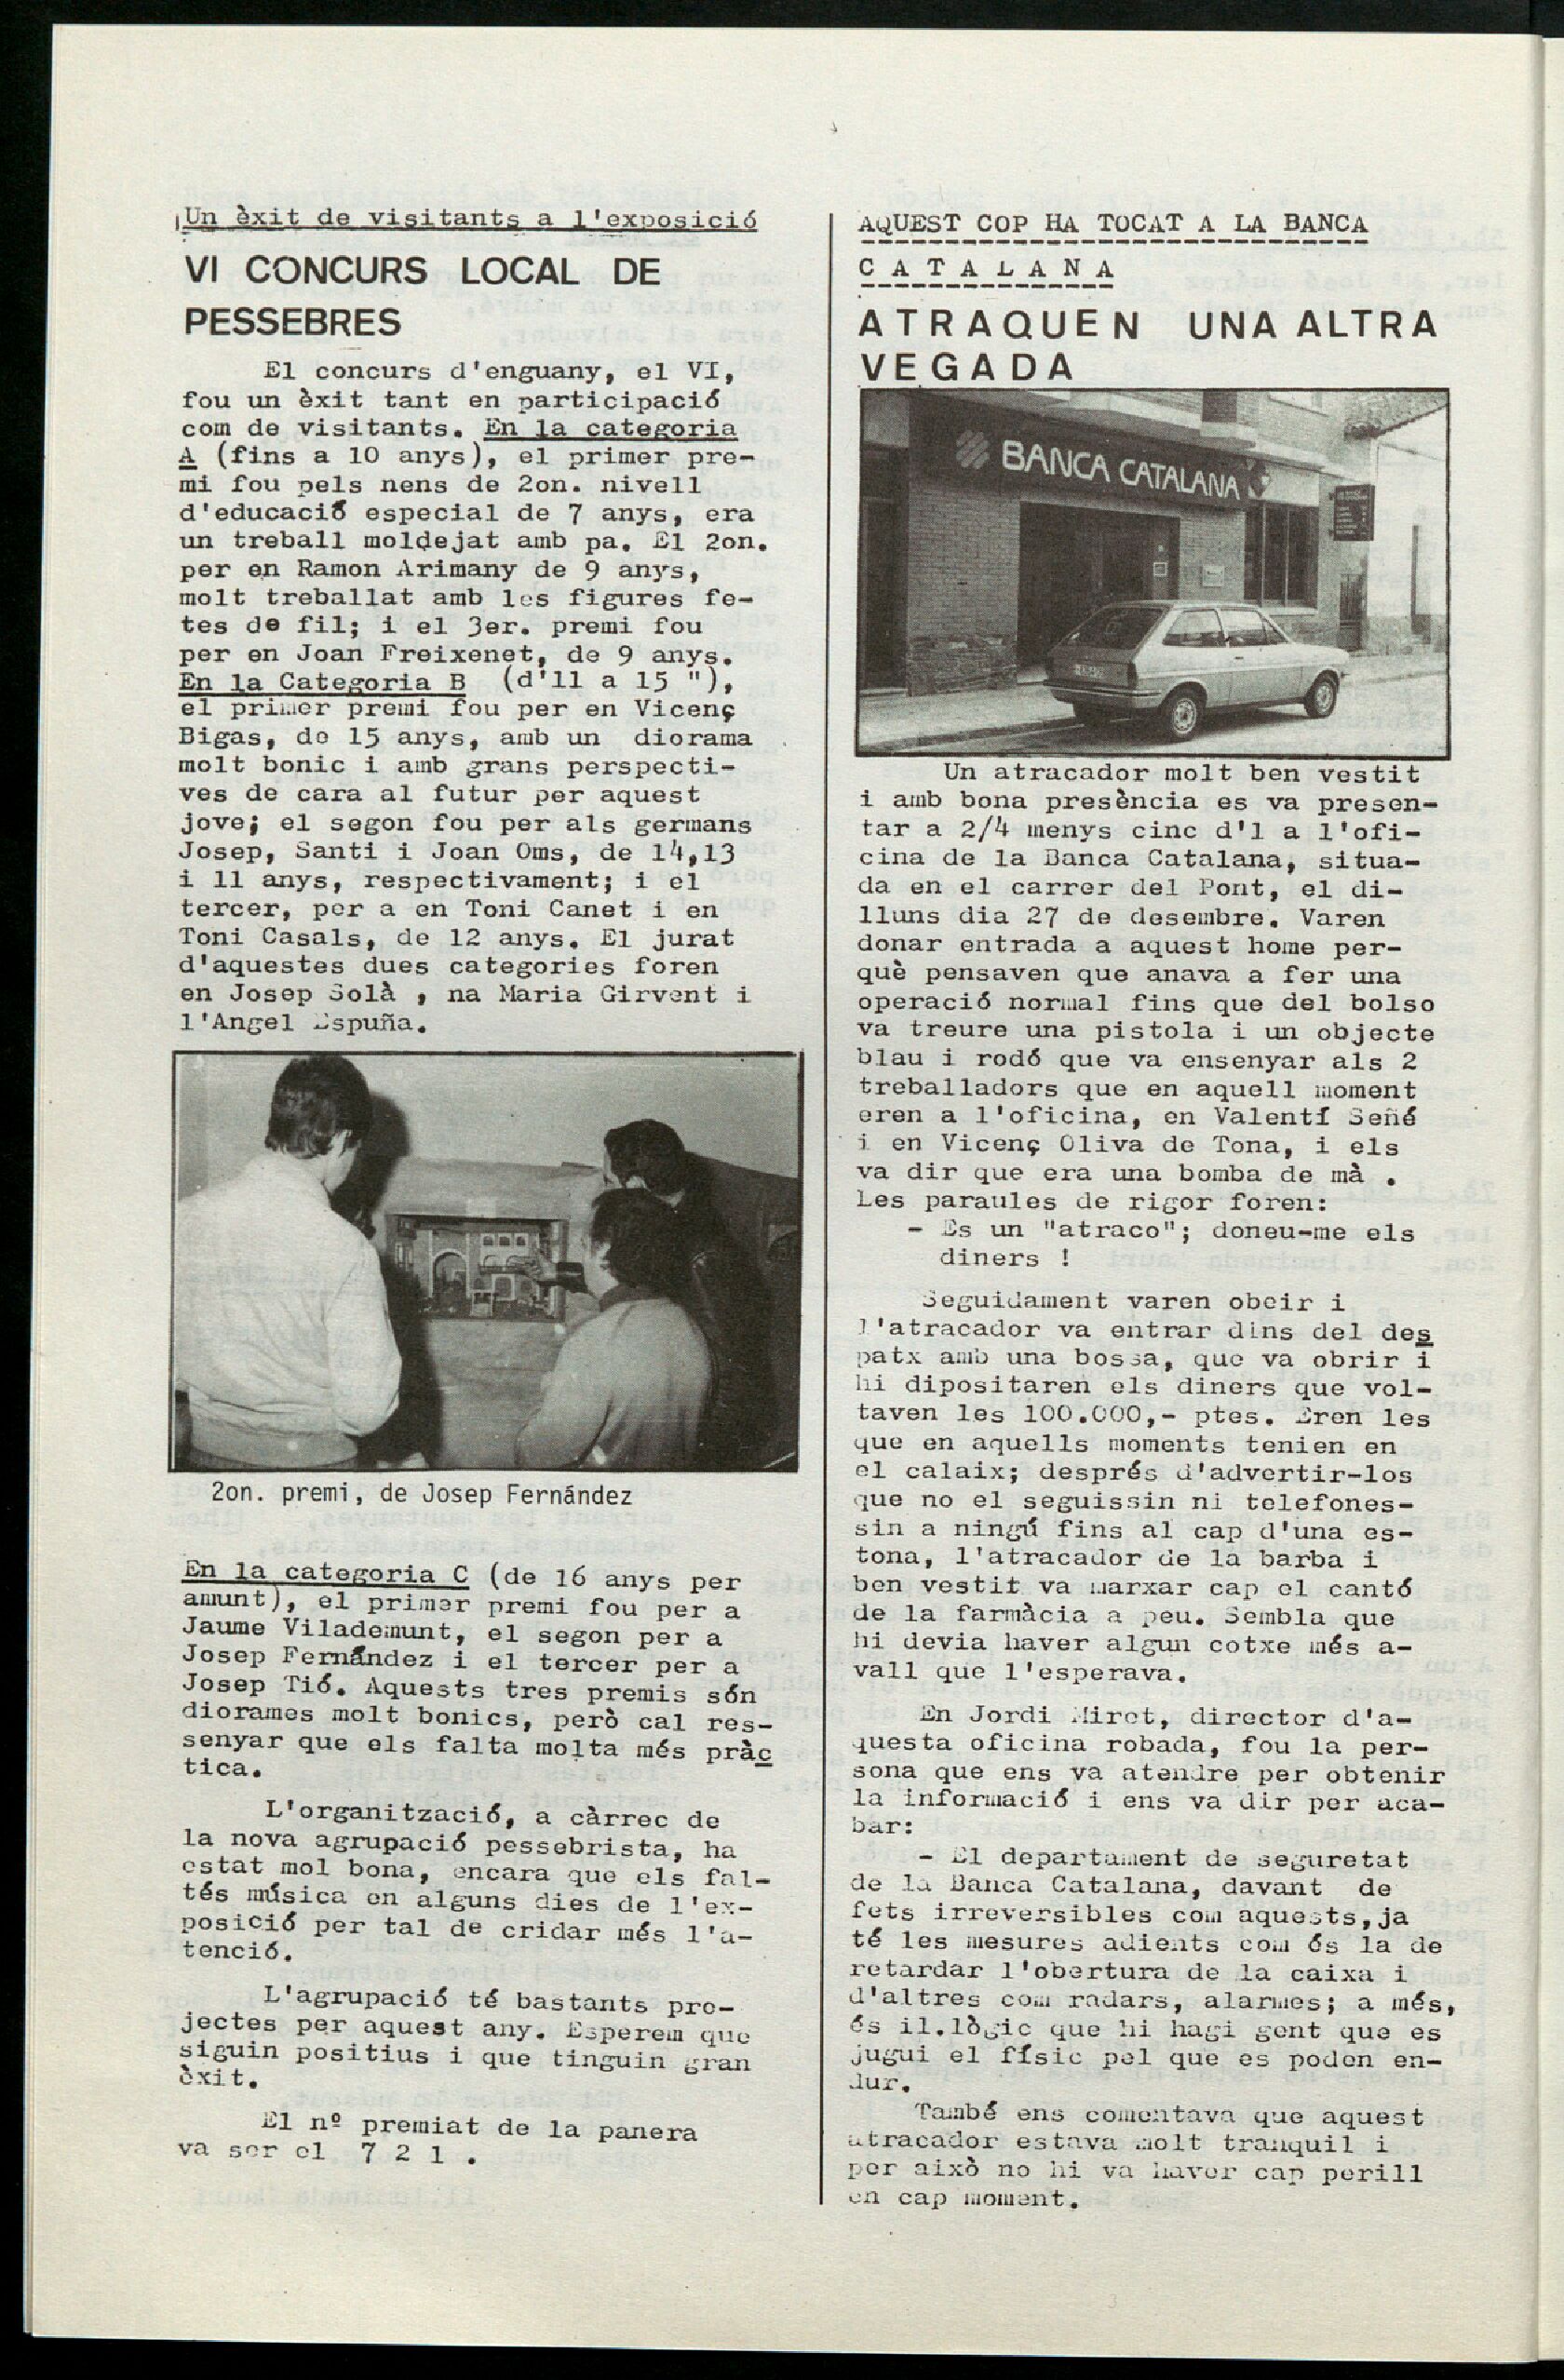 Un èxit de visitants a l'exposició
VI CONCURS LOCAL DE
PESSEBRES
El concurs d'enguany, el VI,
fou un èxit tant en participació
com de visitants. En la categoria
A (fins a 10 anys), el primer pre-
mi fou pels nens de 2on. nivell
d'educació especial de 7 anys, era
un treball moldejat amb pa. El 2on.
per en Ramon Arimany de 9 anys,
molt treballat amb les figures fe-
tes de fil; i el 3er. premi fou
per en Joan Freixenet, de 9 anys.
En la Categoria B (d'11 a 15 "),
el primer premi fou per en Vicenç
Bigas, de 15 anys, amb un diorama
molt bonic i amb grans perspecti-
ves de cara al futur per aquest
jove; el segon fou per als germans
Josep, Santi i Joan Oms, de 14,13
i 11 anys, respectivament; i el
tercer, per a en Toni Canet i en
Toni Casals, de 12 anys. El jurat
d'aquestes dues categories foren
en Josep Solà , na Maria Girvent i
l'Angel Espuña.
2on. premi, de Josep Fernández
En la categoria C (de 16 anys per
amunt), el primer premi fou per a
Jaume Vilademunt, el segon per a
Josep Fernández i el tercer per a
Josep Tió. Aquests tres premis són
diorames molt bonics, però cal res-
senyar que els falta molta més pràc
tica.
L'organització, a càrrec de
la nova agrupació pessebrista, ha
estat mol bona, encara que els fal-
tés música en alguns dies de l'ex-
posició per tal de cridar més l'a-
tenció.
L'agrupació té bastants pro-
jectes per aquest any. Esperem que
siguin positius i que tinguin gran
èxit.
El nº premiat de la panera
va ser el 7 2 1 .
AQUEST COP HA TOCAT A LA BANCA
C A T A L A N A
ATRAQUEN UNA ALTRA
VEGADA
BANCA CATALANA
Un atracador molt ben vestit
i amb bona presència es va presen-
tar a 2/4 menys cinc d'1 a l'ofi-
cina de la Banca Catalana, situa-
da en el carrer del Pont, el di-
lluns dia 27 de desembre. Varen
donar entrada a aquest home per-
què pensaven que anava a fer una
operació normal fins que del bolso
va treure una pistola i un objecte
blau i rodó que va ensenyar als 2
treballadors que en aquell moment
eren a l'oficina, en Valentí Señé
i en Vicenç Oliva de Tona, i els
va dir que era una bomba de mà .
Les paraules de rigor foren:
- Es un "atraco"; doneu-me els
diners !
Seguidament varen obeir i
l'atracador va entrar dins del des
patx amb una bossa, que va obrir i
hi dipositaren els diners que vol-
taven les 100.000,- ptes. Eren les
que en aquells moments tenien en
el calaix; després d'advertir-los
que no el seguissin ni telefones-
sin a ningú fins al cap d'una es-
tona, l'atracador de la barba i
ben vestit va marxar cap el cantó
de la farmàcia a peu. Sembla que
hi devia haver algun cotxe més a-
vall que l'esperava.
En Jordi Miret, director d'a-
questa oficina robada, fou la per-
sona que ens va atendre per obtenir
la informació i ens va dir per aca-
bar:
- El departament de seguretat
de la Banca Catalana, davant de
fets irreversibles com aquests,ja
té les mesures adients com és la de
retardar l'obertura de la caixa i
d'altres com radars, alarmes; a més,
és il.lògic que hi hagi gent que es
jugui el físic pel que es poden en-
dur.
També ens comentava que aquest
atracador estava molt tranquil i
per això no hi va haver cap perill
en cap moment.